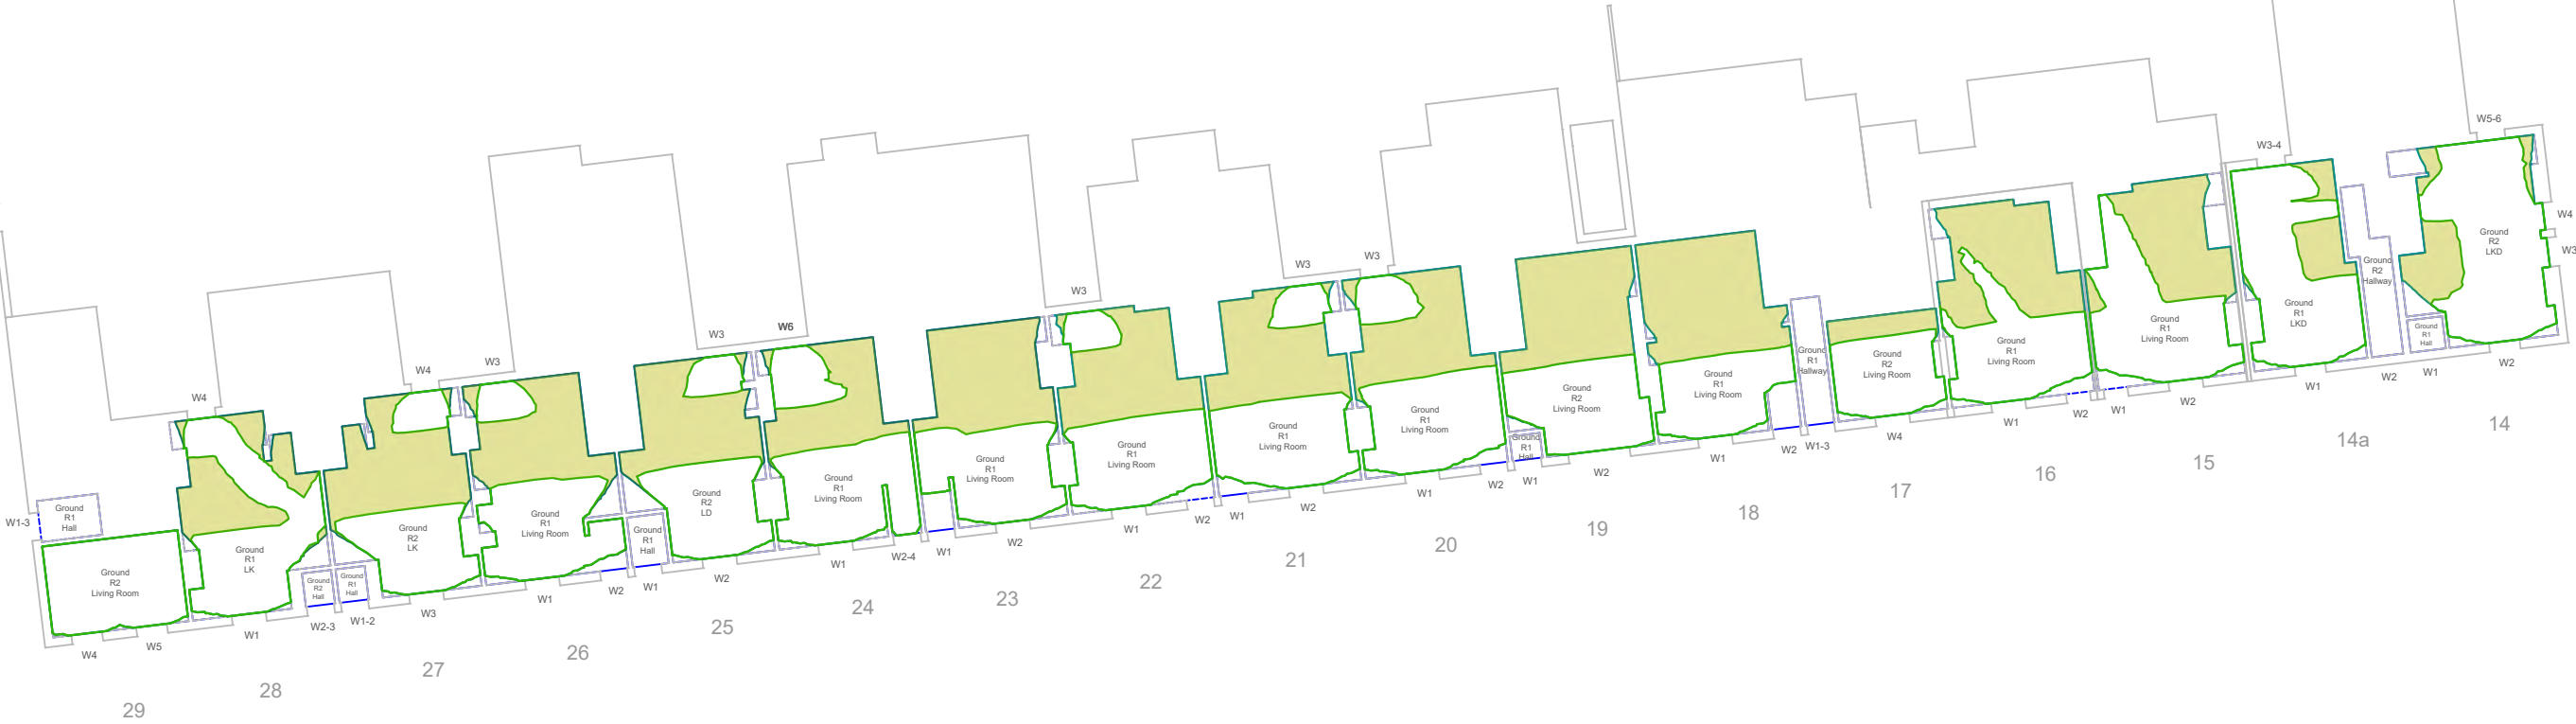 W1-3
Ground
R1
Hall
Ground
R2
Living Room
W4
W5
29
W4
Ground
R1
LK
W1
28
Ground
R2
Hall
W2-3
Ground
R1
Hall
W1-2
W4
Ground
R2
LK
W3
27
W3
Ground
R1
Living Room
W1
W2
26
Ground
R1
Hall
W1
W3
Ground
R2
LD
W2
25
W6
Ground
R1
Living Room
W1
W2-4
24
Ground
R1
Living Room
W1
W2
23
W3
Ground
R1
Living Room
W1
W2
22
W3
Ground
R1
Living Room
W1
W2
21
W3
Ground
R1
Living Room
W1
W2
20
Ground
R1
Hall
W1
Ground
R2
Living Room
W2
19
Ground
R1
Living Room
W1
W2
18
Ground
R1
Hallway
W1-3
Ground
R2
Living Room
W4
17
Ground
R1
Living Room
W1
W2
16
Ground
R1
Living Room
W1
W2
15
W3-4
Ground
R1
LKD
W1
14a
Ground
R2
Hallway
W2
Ground
R1
Hall
W1
W5-6
Ground
R2
LKD
W4
W3
W2
14